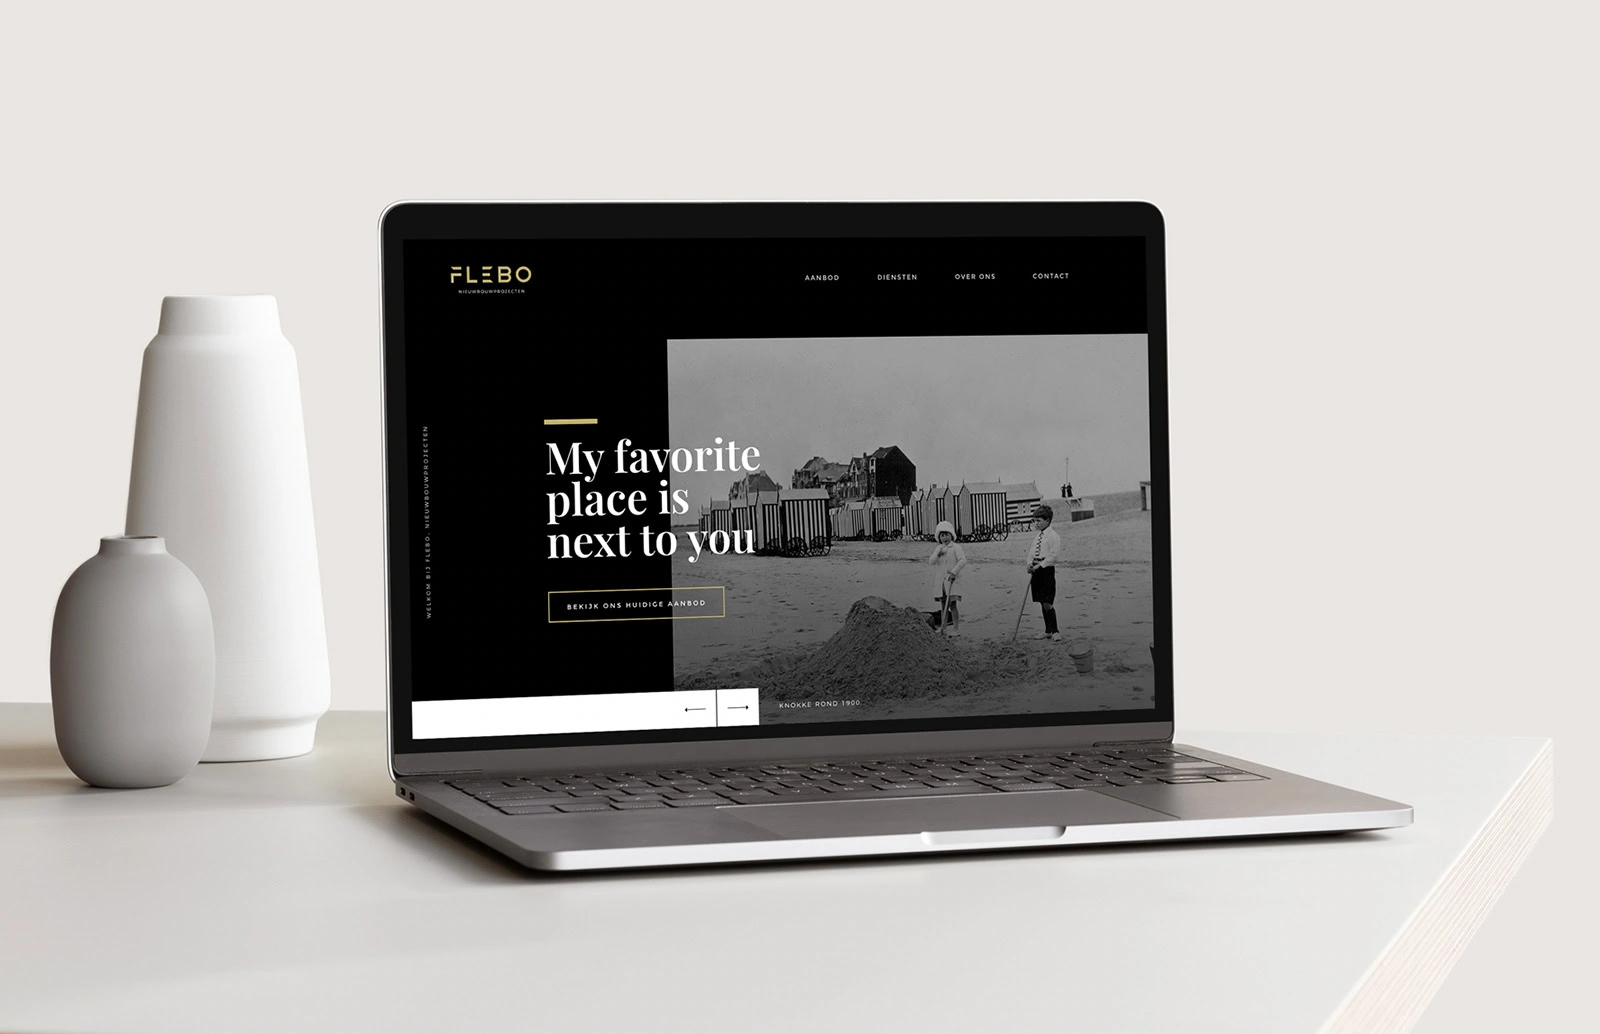 FLEBO
NIEUWBOUWPROJECTEN
AANBOD
DIENSTEN
OVER ONS
CONTACT
WELKOM BIJ FLEBO, NIEUWBOUWPROJECTEN
My favorite
place is
next to you
BEKIJK ONS HUIDIGE AANBOD
KNOKKE ROND 1900